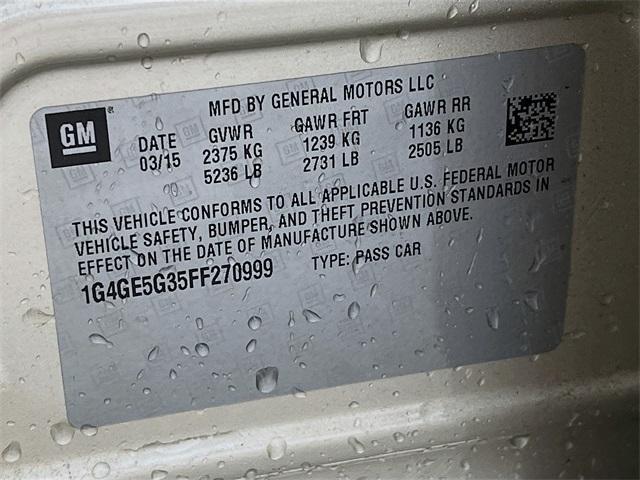 GM
MFD BY GENERAL MOTORS LLC
DATE GVWR GAWR FRT GAWR RR
03/15 2375 KG 1239 KG 1136 KG
5236 LB 2731 LB 2505 LB
THIS VEHICLE CONFORMS TO ALL APPLICABLE U.S. FEDERAL MOTOR
VEHICLE SAFETY, BUMPER, AND THEFT PREVENTION STANDARDS IN
EFFECT ON THE DATE OF MANUFACTURE SHOWN ABOVE.
1G4GE5G35FF270999 TYPE: PASS CAR